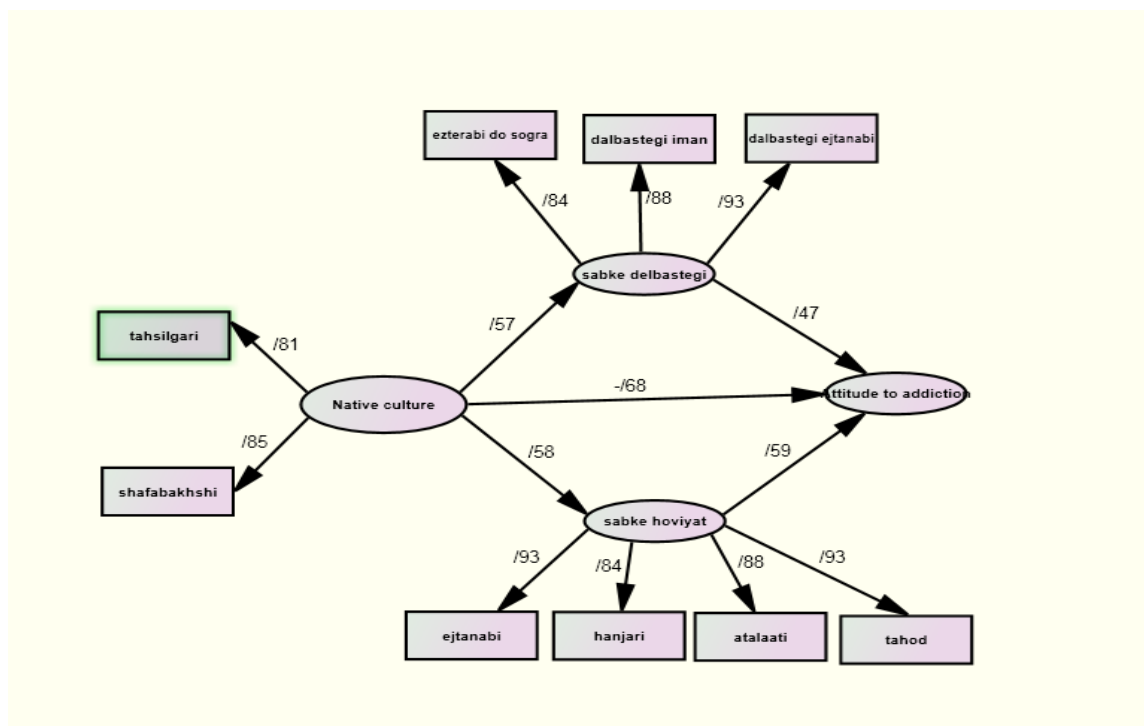 ezterabi do sogra
dalbastegi iman
dalbastegi ejtanabi
/84
/88
/93
sabke delbastegi
tahsilgari
/81
/57
/47
-/68
Native culture
Attitude to addiction
/85
/58
/59
shafabakhshi
sabke hoviyat
/93
/84
/88
/93
ejtanabi
hanjari
atalaati
tahod